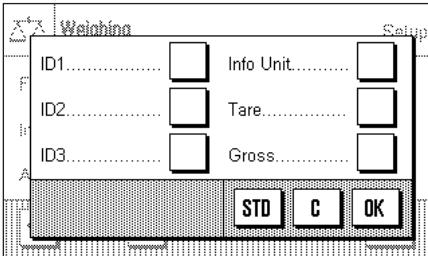 Weighing Setup
ID1.................. Info Unit............
ID2.................. Tare....................
ID3.................. Gross.................
STD C OK